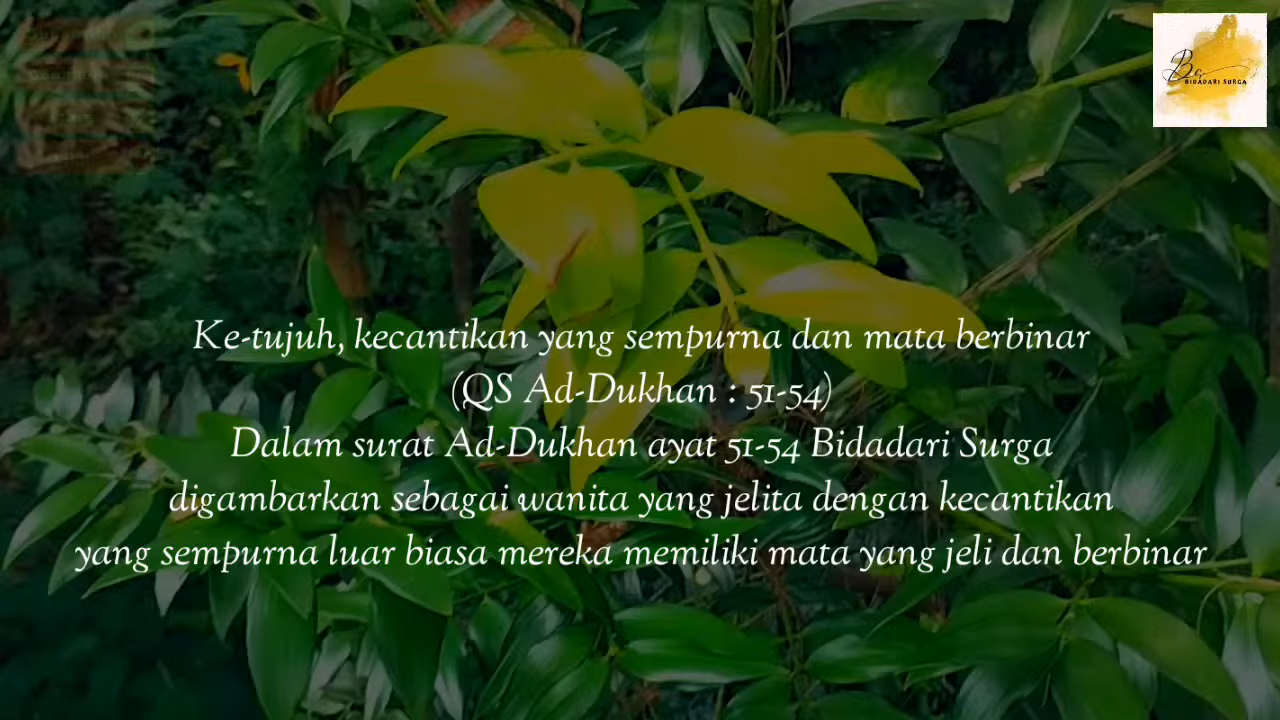 BIDADARI SURGA
Ke-tujuh, kecantikan yang sempurna dan mata berbinar
(QS Ad-Dukhan : 51-54)
Dalam surat Ad-Dukhan ayat 51-54 Bidadari Surga
digambarkan sebagai wanita yang jelita dengan kecantikan
yang sempurna luar biasa mereka memiliki mata yang jeli dan berbinar